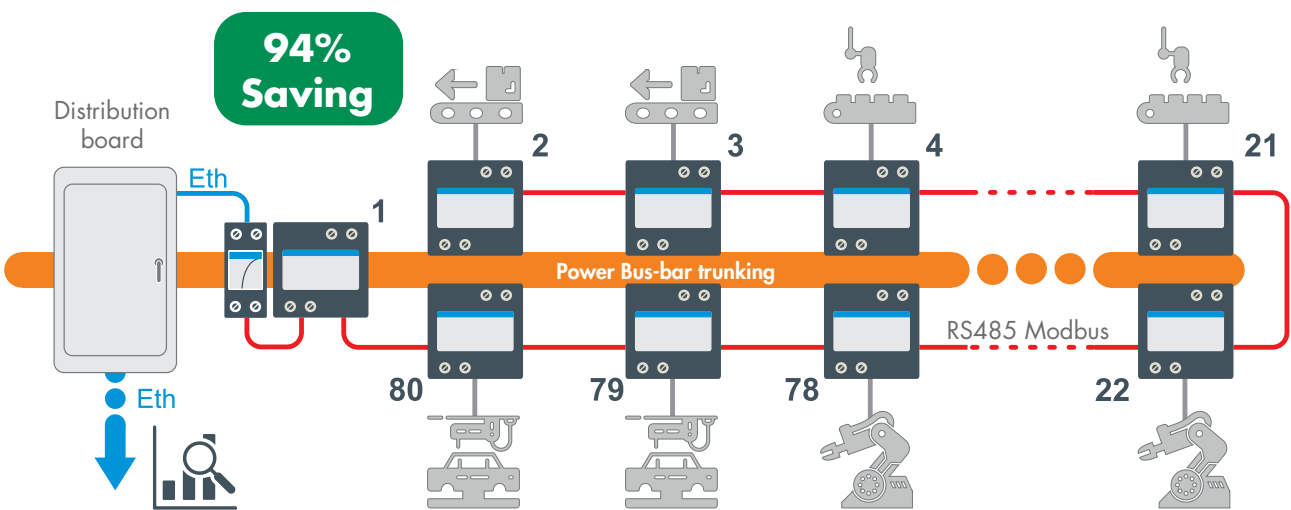 94%
Saving
Distribution
board
Eth
1
2
3
4
21
Power Bus-bar trunking
RS485 Modbus
80
79
78
22
Eth